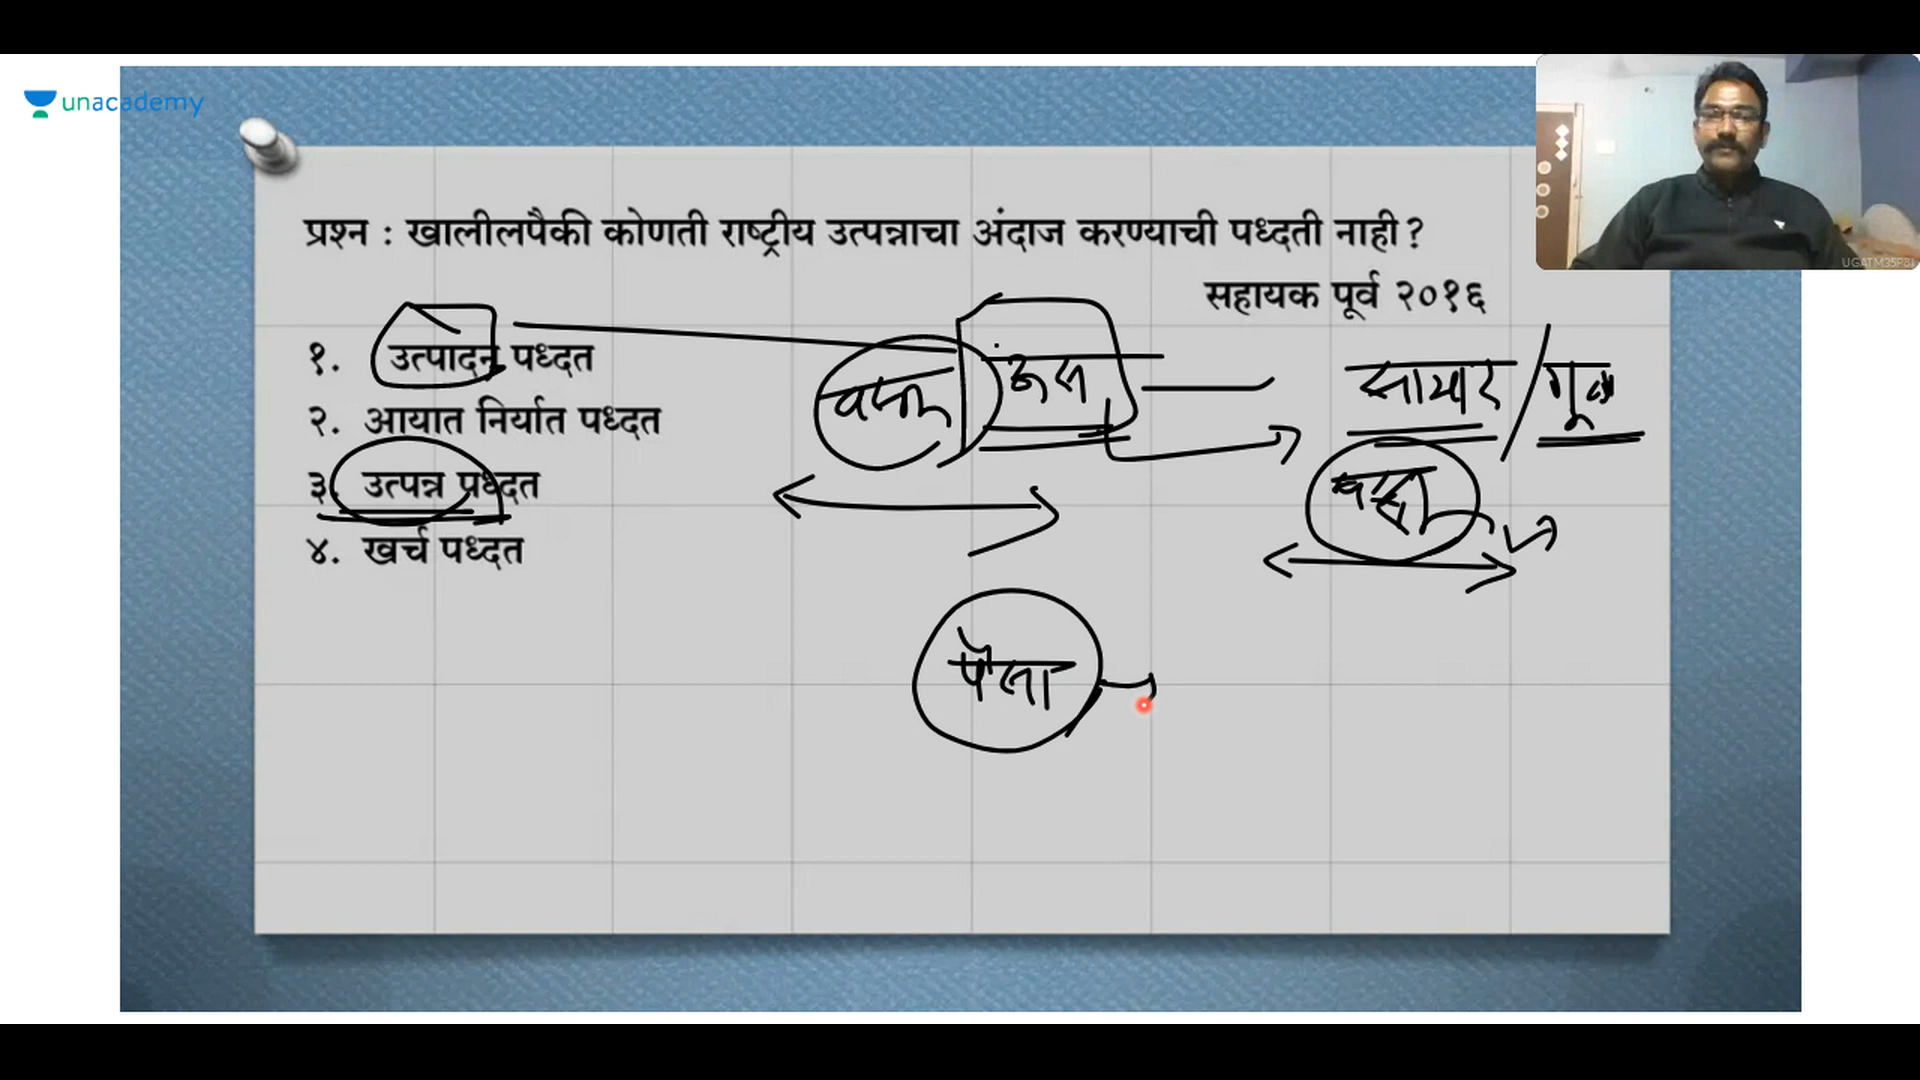 unacademy
प्रश्न : खालीलपैकी कोणती राष्ट्रीय उत्पन्नाचा अंदाज करण्याची पध्दती नाही ?
सहायक पूर्व २०१६
१. उत्पादन पध्दत
२. आयात निर्यात पध्दत
३. उत्पन्न पध्दत
४. खर्च पध्दत
ऊस
पैसा